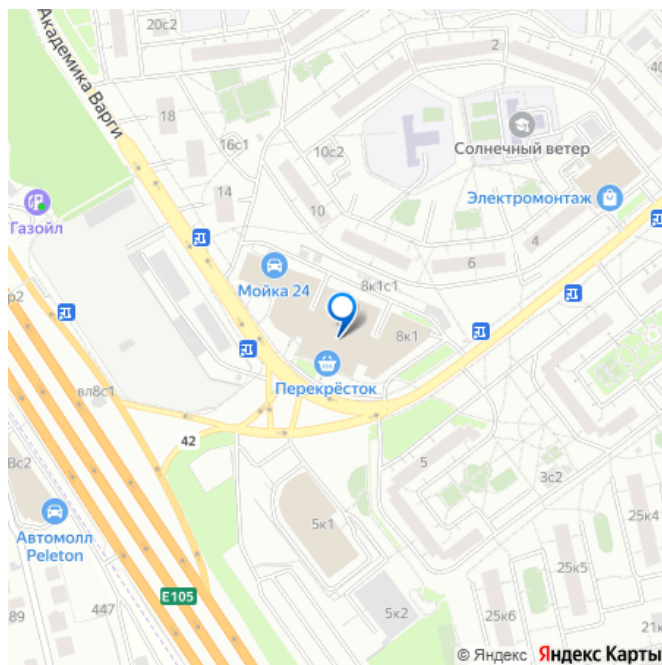 20с2
2
40
Академика Варги
18
16с1
10с2
Солнечный ветер
14
Электромонтаж
Газойл
10
4
6
8к1с1
Мойка 24
р2
8к1
Перекрёсток
вл8с1
42
5
Вс2
3с2
25к4
5к1
Автомолл
Peleton
25к5
E105
447
5к2
89
25к6
21к
© Яндекс Яндекс Карты